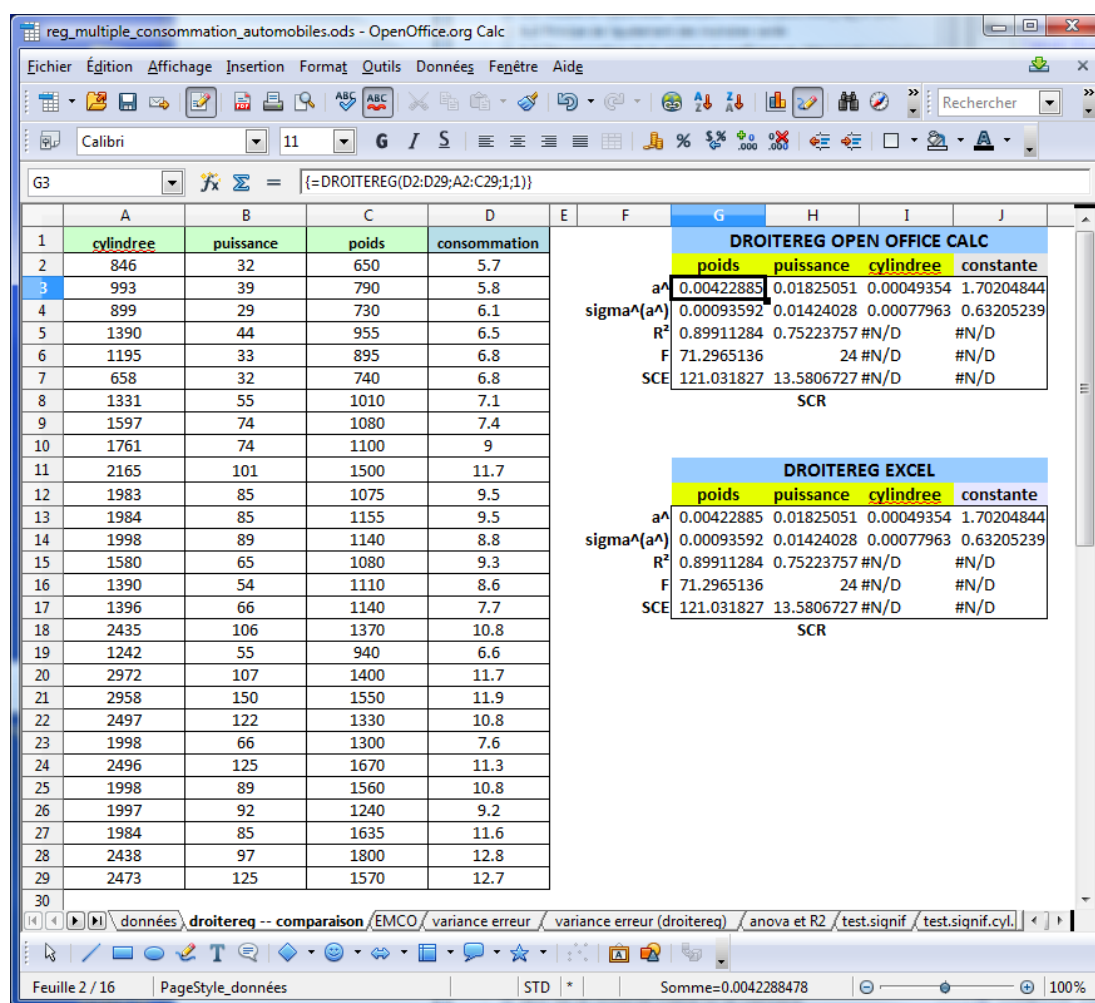 reg_multiple_consommation_automobiles.ods - OpenOffice.org Calc
Fichier Édition Affichage Insertion Format Outils Données Fenêtre Aide
Rechercher
Calibri 11 G I S
G3 {=DROITEREG(D2:D29;A2:C29;1;1)}
A B C D E F G H I J
1 cylindree puissance poids consommation DROITEREG OPEN OFFICE CALC
2 846 32 650 5.7 poids puissance cylindree constante
3 993 39 790 5.8 a^ 0.00422885 0.01825051 0.00049354 1.70204844
4 899 29 730 6.1 sigma^(a^) 0.00093592 0.01424028 0.00077963 0.63205239
5 1390 44 955 6.5 R² 0.89911284 0.75223757 #N/D #N/D
6 1195 33 895 6.8 F 71.2965136 24 #N/D #N/D
7 658 32 740 6.8 SCE 121.031827 13.5806727 #N/D #N/D
8 1331 55 1010 7.1 SCR
9 1597 74 1080 7.4
10 1761 74 1100 9
11 2165 101 1500 11.7 DROITEREG EXCEL
12 1983 85 1075 9.5 poids puissance cylindree constante
13 1984 85 1155 9.5 a^ 0.00422885 0.01825051 0.00049354 1.70204844
14 1998 89 1140 8.8 sigma^(a^) 0.00093592 0.01424028 0.00077963 0.63205239
15 1580 65 1080 9.3 R² 0.89911284 0.75223757 #N/D #N/D
16 1390 54 1110 8.6 F 71.2965136 24 #N/D #N/D
17 1396 66 1140 7.7 SCE 121.031827 13.5806727 #N/D #N/D
18 2435 106 1370 10.8 SCR
19 1242 55 940 6.6
20 2972 107 1400 11.7
21 2958 150 1550 11.9
22 2497 122 1330 10.8
23 1998 66 1300 7.6
24 2496 125 1670 11.3
25 1998 89 1560 10.8
26 1997 92 1240 9.2
27 1984 85 1635 11.6
28 2438 97 1800 12.8
29 2473 125 1570 12.7
30
données droitereq -- comparaison EMCO variance erreur variance erreur (droitereq) anova et R2 test.signif test.signif.cyl.
Feuille 2 / 16 PageStyle_données STD * Somme=0.0042288478 100%